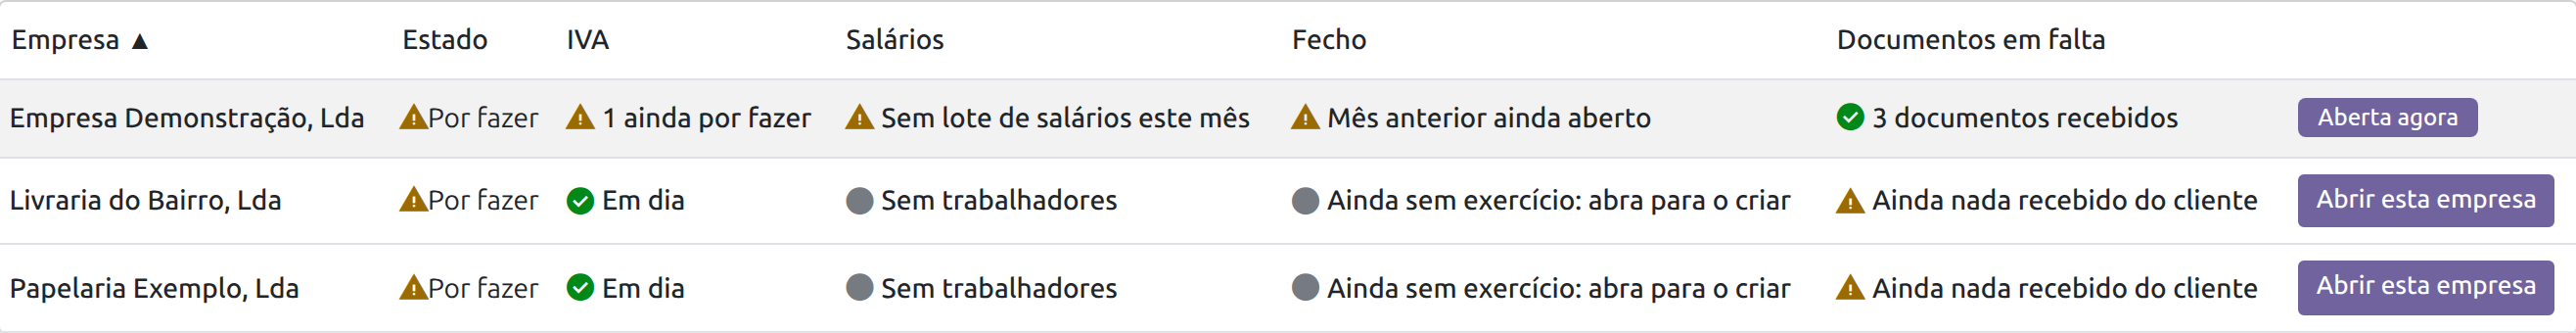 Empresa ▲ Estado IVA Salários Fecho Documentos em falta
Empresa Demonstração, Lda Por fazer 1 ainda por fazer Sem lote de salários este mês Mês anterior ainda aberto 3 documentos recebidos Aberta agora
Livraria do Bairro, Lda Por fazer Em dia Sem trabalhadores Ainda sem exercício: abra para o criar Ainda nada recebido do cliente Abrir esta empresa
Papelaria Exemplo, Lda Por fazer Em dia Sem trabalhadores Ainda sem exercício: abra para o criar Ainda nada recebido do cliente Abrir esta empresa